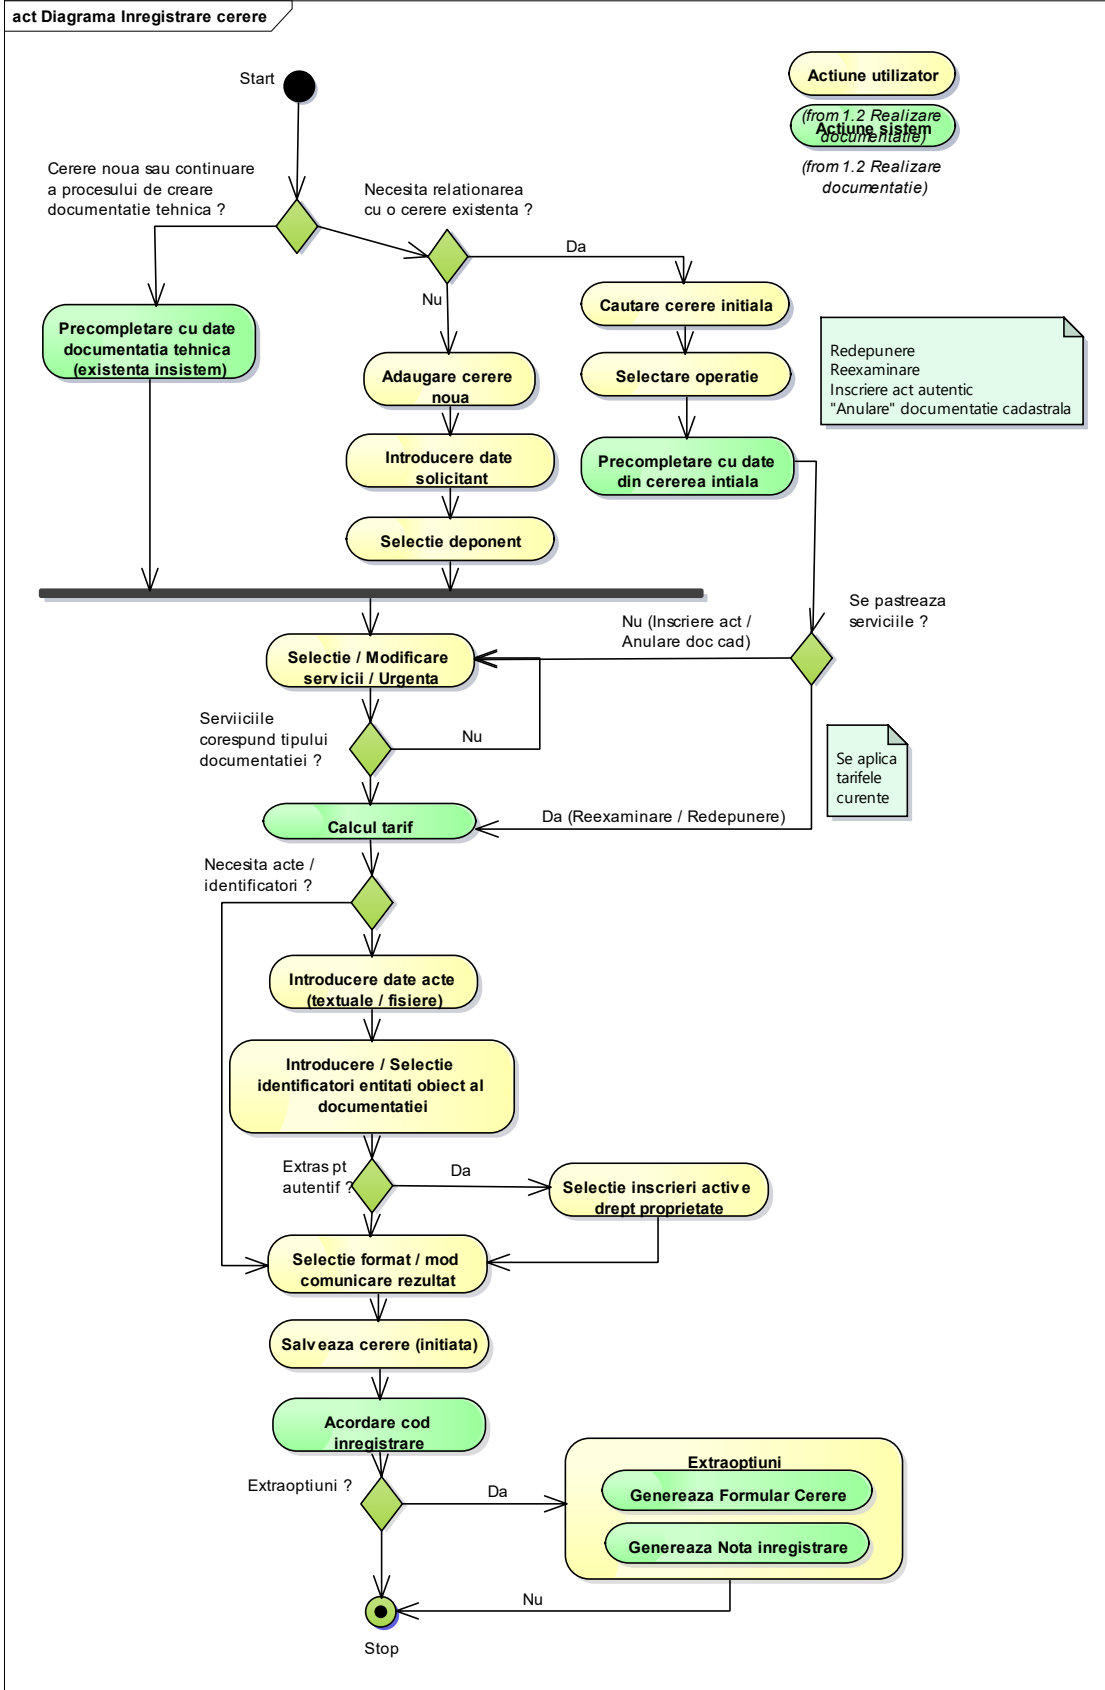 act Diagrama Inregistrare cerere
Start
Actiune utilizator
(from 1.2 Realizare
documentatie)
Actiune sistem
(from 1.2 Realizare
documentatie)
Cerere noua sau continuare
a procesului de creare
documentatie tehnica ?
Necesita relationarea
cu o cerere existenta ?
Da
Nu
Precompletare cu date
documentatia tehnica
(existenta insistem)
Cautare cerere initiala
Selectare operatie
Adaugare cerere
noua
Redepunere
Reexaminare
Inscriere act autentic
"Anulare" documentatie cadastrala
Introducere date
solicitant
Precompletare cu date
din cererea intiala
Selectie deponent
Se pastreaza
serviciile ?
Nu (Inscriere act /
Anulare doc cad)
Selectie / Modificare
servicii / Urgenta
Serviiciile
corespund tipului
documentatiei ?
Nu
Se aplica
tarifele
curente
Calcul tarif
Da (Reexaminare / Redepunere)
Necesita acte /
identificatori ?
Introducere date acte
(textuale / fisiere)
Introducere / Selectie
identificatori entitati obiect al
documentatiei
Extras pt
autentif ?
Da
Selectie inscrieri active
drept proprietate
Selectie format / mod
comunicare rezultat
Salveaza cerere (initiata)
Acordare cod
inregistrare
Extraoptiuni ?
Da
Extraoptiuni
Genereaza Formular Cerere
Genereaza Nota inregistrare
Nu
Stop